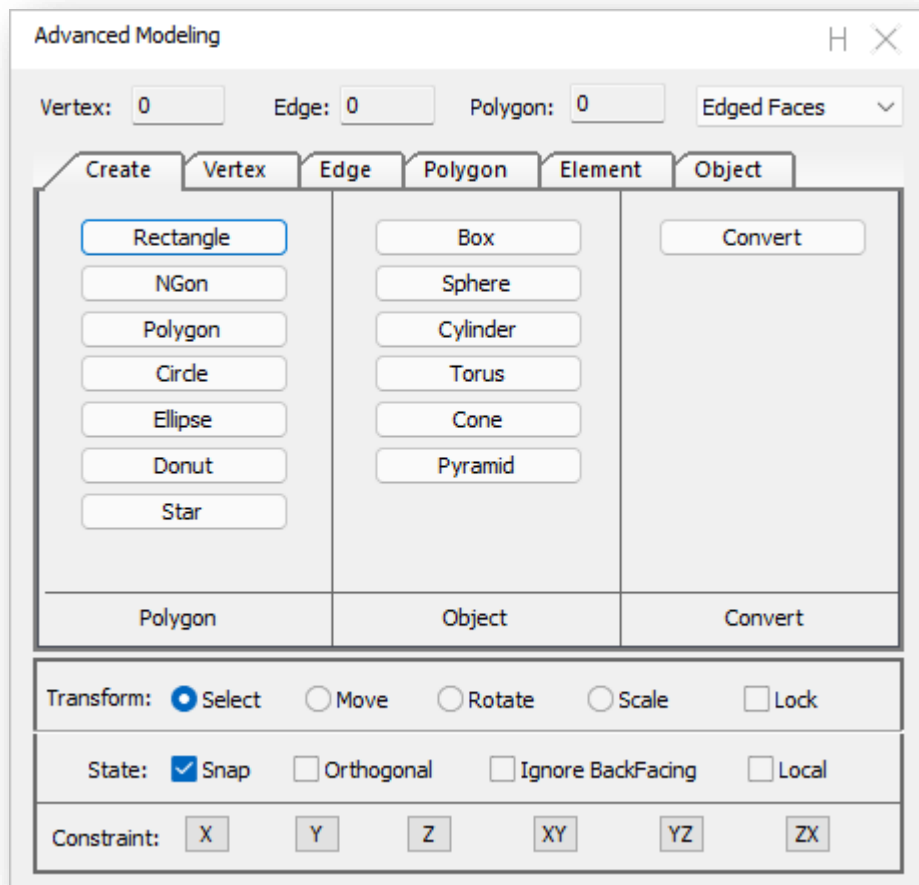 Advanced Modeling H
Vertex: 0 Edge: 0 Polygon: 0 Edged Faces
Create Vertex Edge Polygon Element Object
Rectangle Box Convert
NGon Sphere
Polygon Cylinder
Circle Torus
Ellipse Cone
Donut Pyramid
Star
Polygon Object Convert
Transform: Select Move Rotate Scale Lock
State: Snap Orthogonal Ignore BackFacing Local
Constraint: X Y Z XY YZ ZX